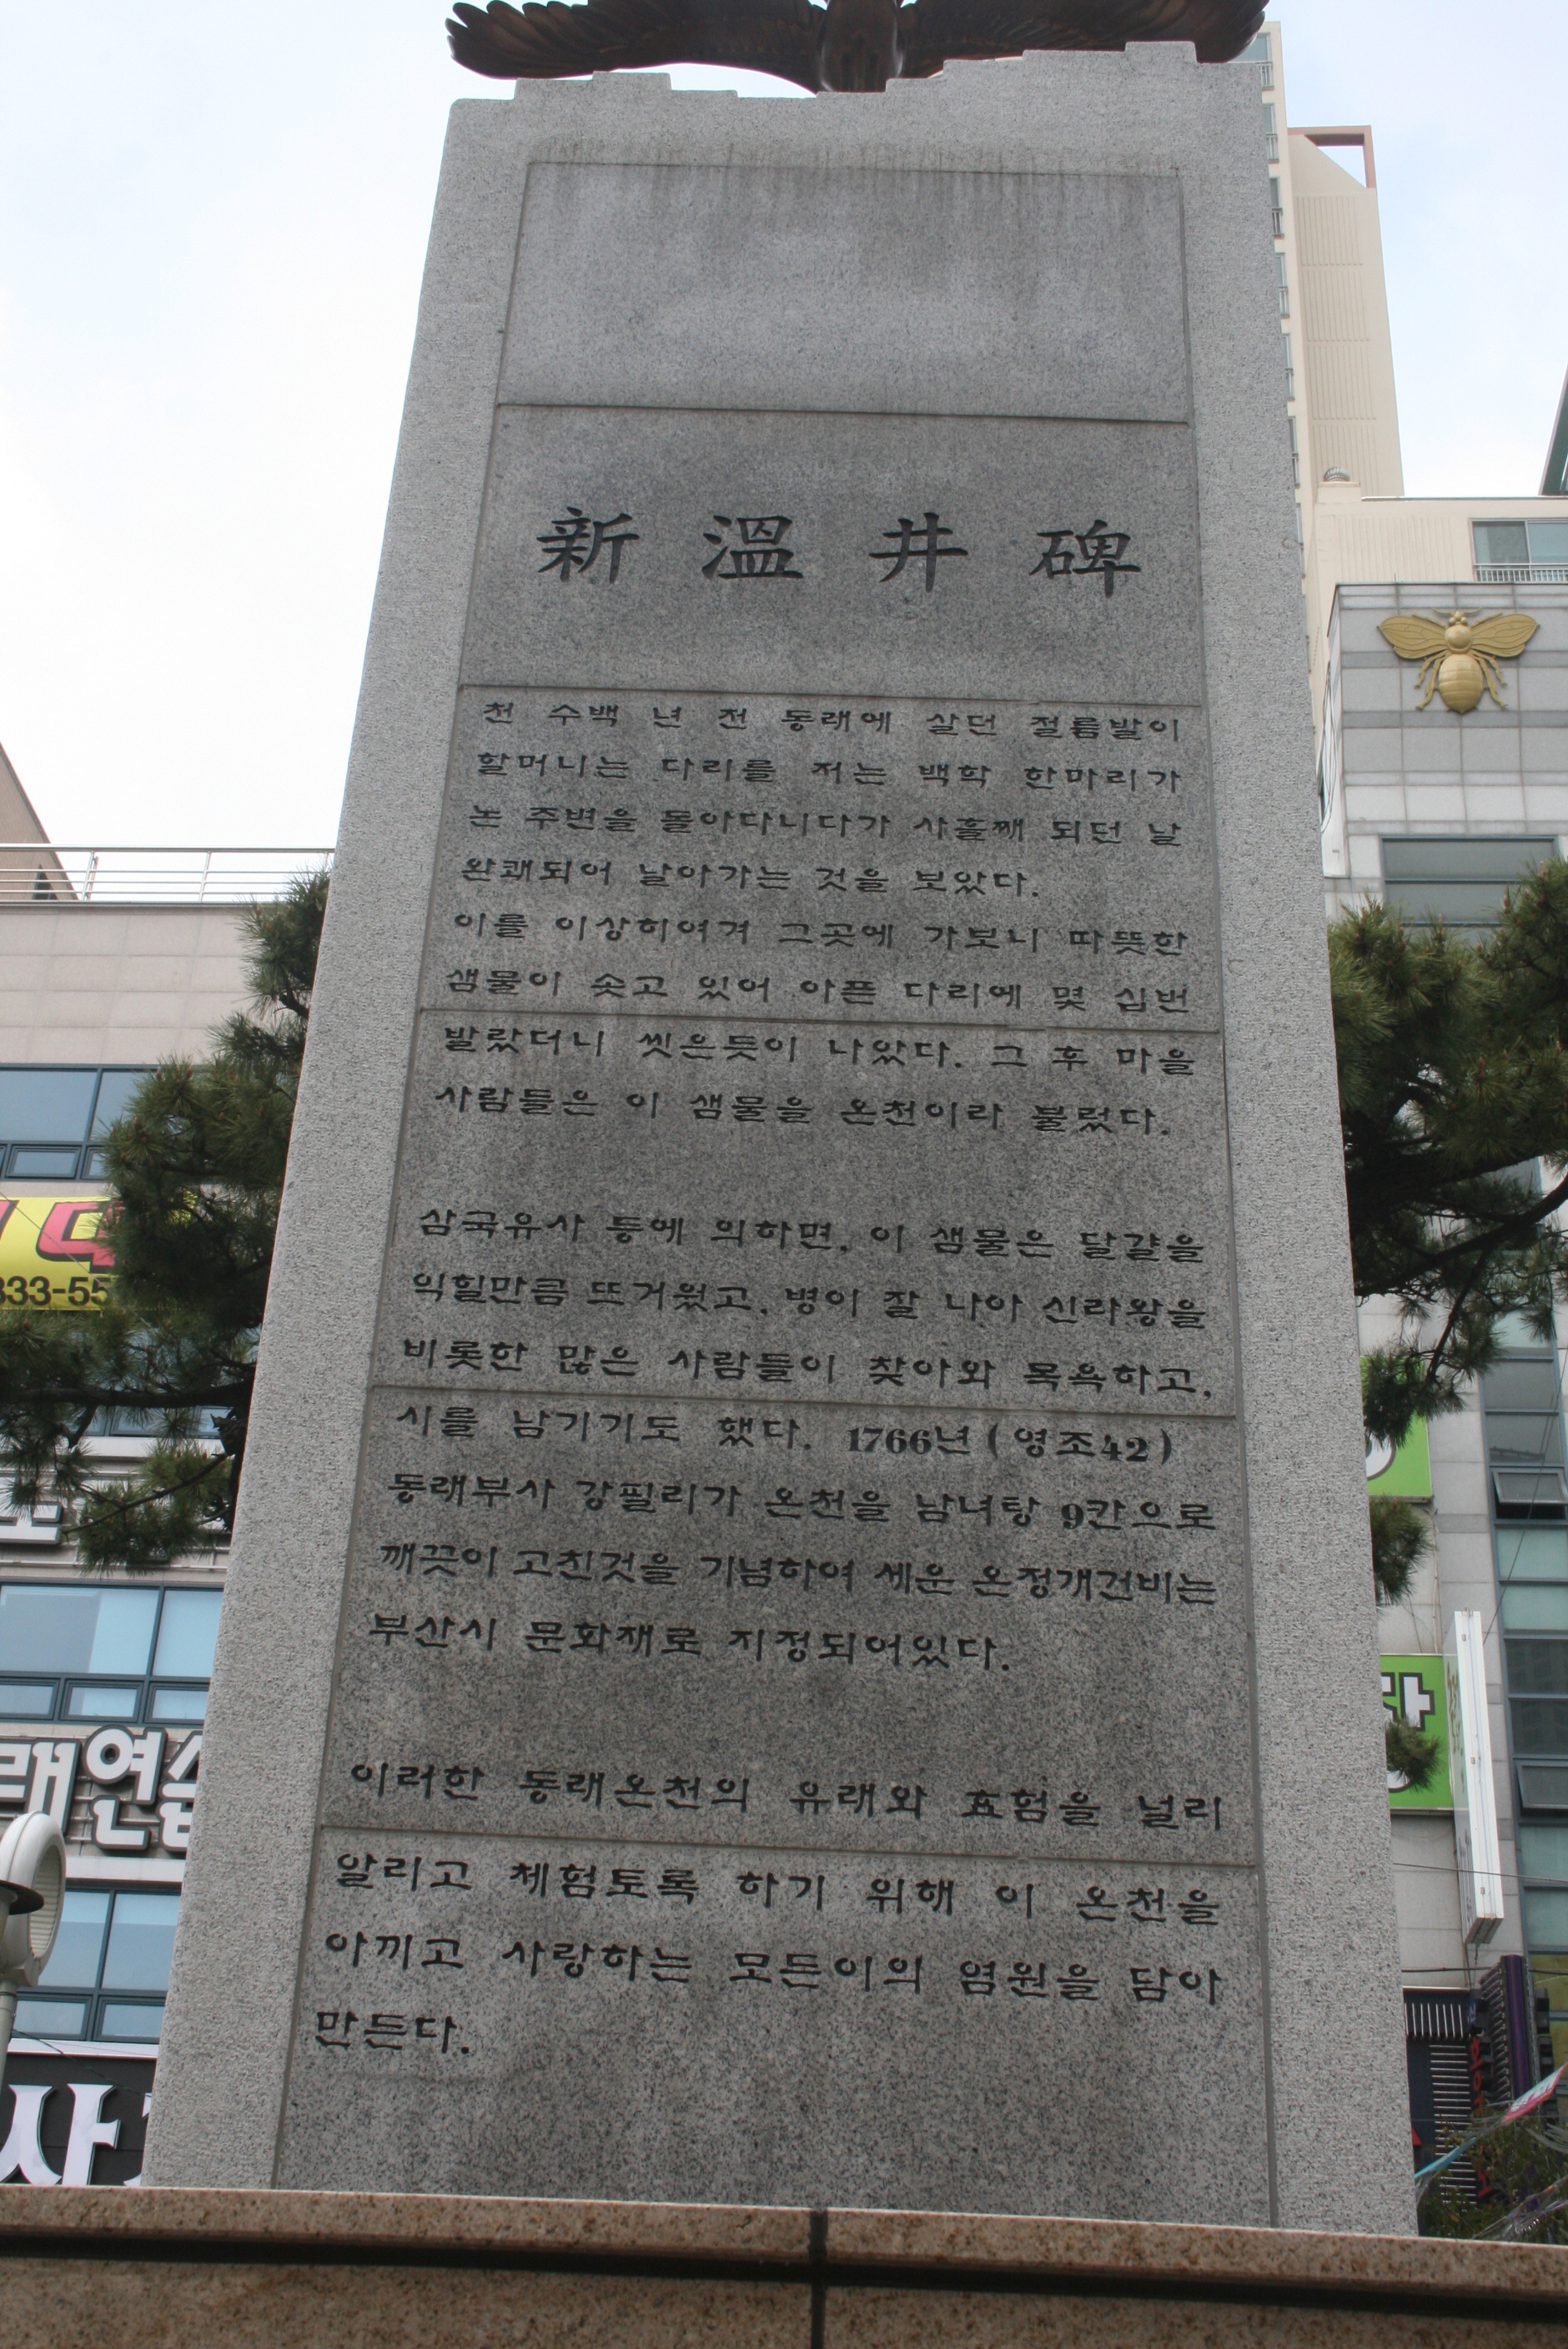 新 溫 井 碑
천 수백 년 전 동래에 살던 절름발이
할머니는 다리를 저는 백학 한마리가
논 주변을 돌아다니다가 사흘째 되던 날
완쾌되어 날아가는 것을 보았다.
이를 이상히여겨 그곳에 가보니 따뜻한
샘물이 솟고 있어 아픈 다리에 몇 십번
발랐더니 씻은듯이 나았다. 그 후 마을
사람들은 이 샘물을 온천이라 불렀다.
삼국유사 등에 의하면, 이 샘물은 달걀을
익힐만큼 뜨거웠고, 병이 잘 나아 신라왕을
비롯한 많은 사람들이 찾아와 목욕하고,
시를 남기기도 했다. 1766년 (영조42)
동래부사 강필리가 온천을 남녀탕 9칸으로
깨끗이 고친것을 기념하여 세운 온정개건비는
부산시 문화재로 지정되어있다.
이러한 동래온천의 유래와 효험을 널리
알리고 체험토록 하기 위해 이 온천을
아끼고 사랑하는 모든이의 염원을 담아
만든다.
333-55
래연습